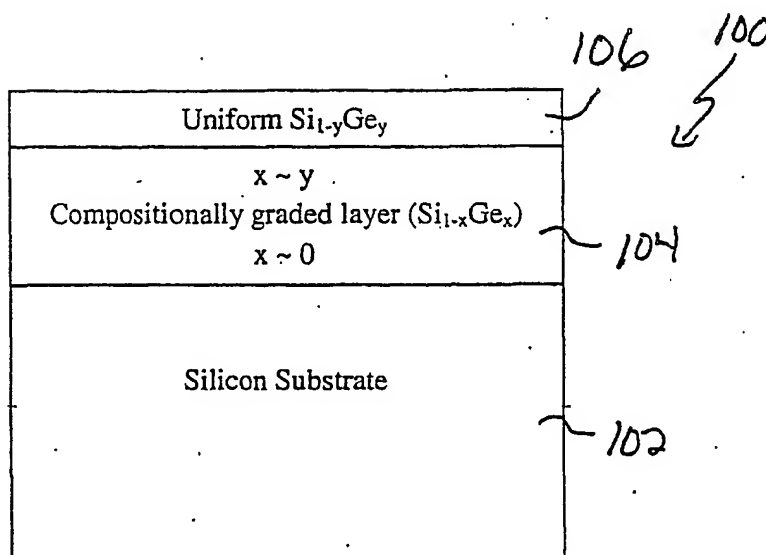 106
100
Uniform Si₁₋yGey
x ~ y
Compositionally graded layer (Si₁₋ₓGeₓ)
104
x ~ 0
Silicon Substrate
102